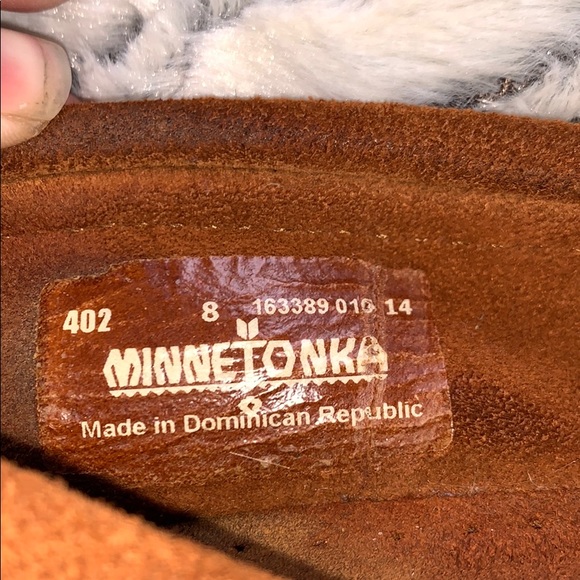 402 8 163389 010 14
MINNETONKA
Made in Dominican Republic